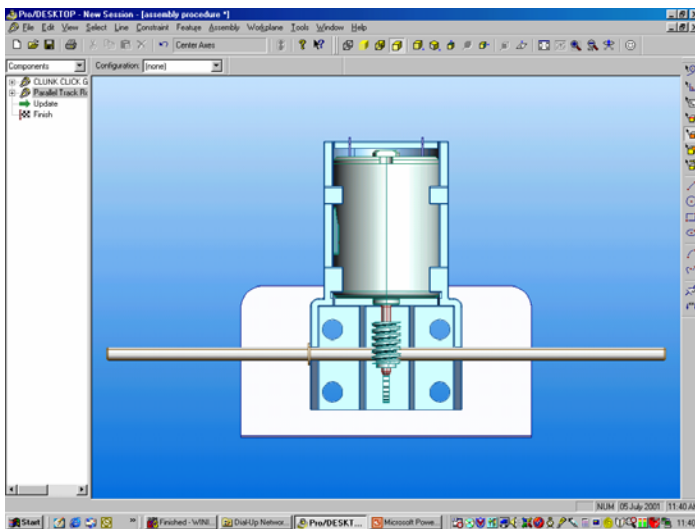 Pro/DESKTOP - New Session - [assembly procedure *]
File Edit View Select Line Constraint Feature Assembly Workplane Tools Window Help
Center Axes
Components
Configuration: (none)
CLUNK CLICK G
Parallel Track R
Update
Finish
NUM 05 July 2001 11:40
Start
Finished - WINI...
Dial-Up Networ...
Pro/DESKT...
Microsoft Powe...
11:40